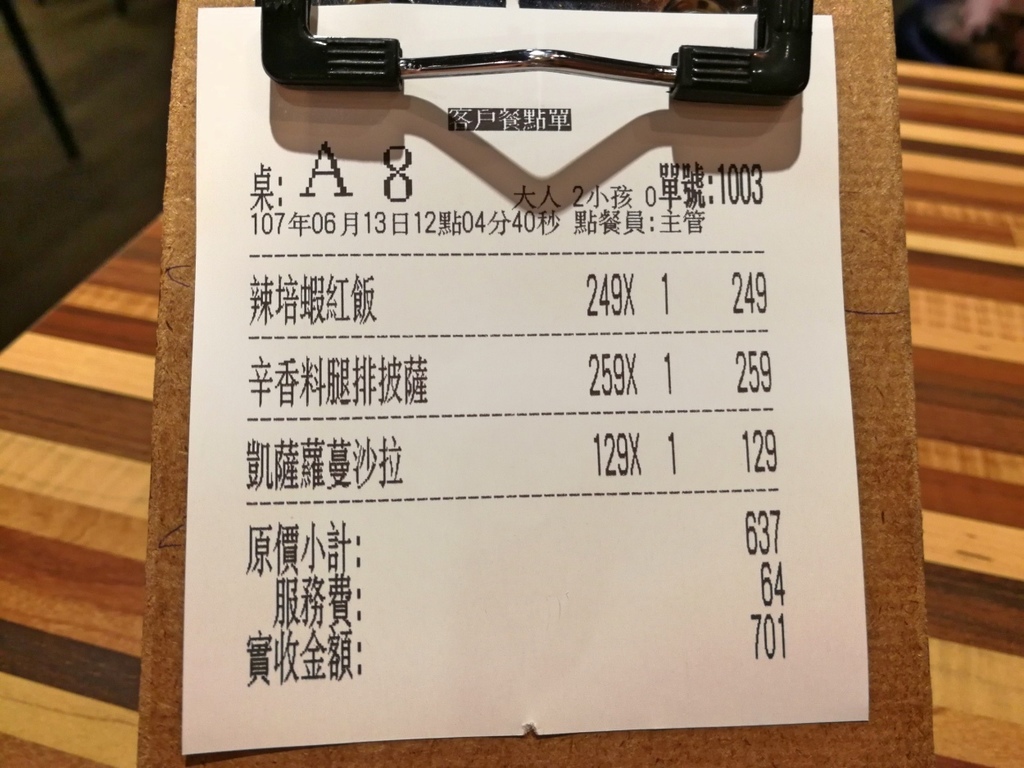 客戶餐點單
桌: A 8 大人 2小孩 0單號:1003
107年06月13日12點04分40秒 點餐員:主管
辣培蝦紅飯 249X 1 249
辛香料腿排披薩 259X 1 259
凱薩蘿蔓沙拉 129X 1 129
原價小計: 637
服務費: 64
實收金額: 701